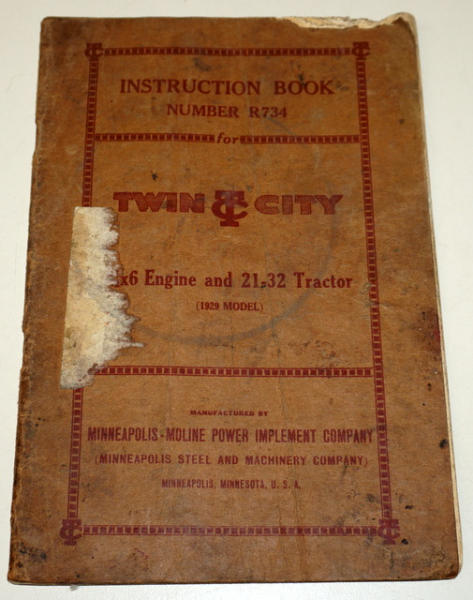 INSTRUCTION BOOK
NUMBER R734
for
TWIN TC CITY
x6 Engine and 21-32 Tractor
(1929 MODEL)
MANUFACTURED BY
MINNEAPOLIS-MOLINE POWER IMPLEMENT COMPANY
(MINNEAPOLIS STEEL AND MACHINERY COMPANY)
MINNEAPOLIS, MINNESOTA, U. S. A.